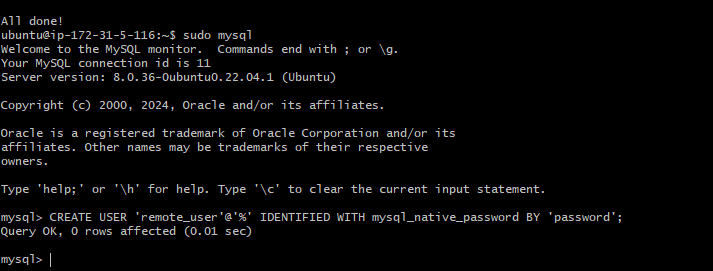 All done!
ubuntu@ip-172-31-5-116:~$ sudo mysql
Welcome to the MySQL monitor.  Commands end with ; or \g.
Your MySQL connection id is 11
Server version: 8.0.36-0ubuntu0.22.04.1 (Ubuntu)
Copyright (c) 2000, 2024, Oracle and/or its affiliates.
Oracle is a registered trademark of Oracle Corporation and/or its
affiliates. Other names may be trademarks of their respective
owners.
Type 'help;' or '\h' for help. Type '\c' to clear the current input statement.
mysql> CREATE USER 'remote_user'@'%' IDENTIFIED WITH mysql_native_password BY 'password';
Query OK, 0 rows affected (0.01 sec)
mysql>